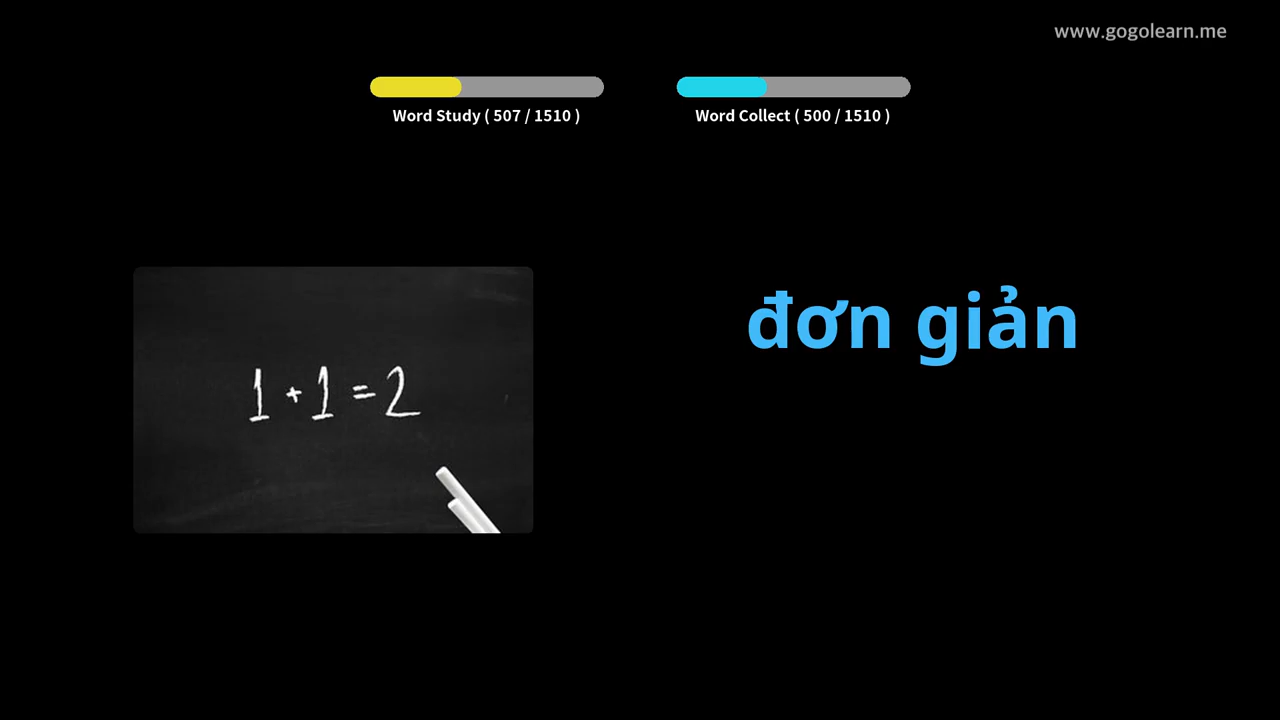 www.gogolearn.me
Word Study ( 507 / 1510 )
Word Collect ( 500 / 1510 )
đơn giản
1 + 1 = 2